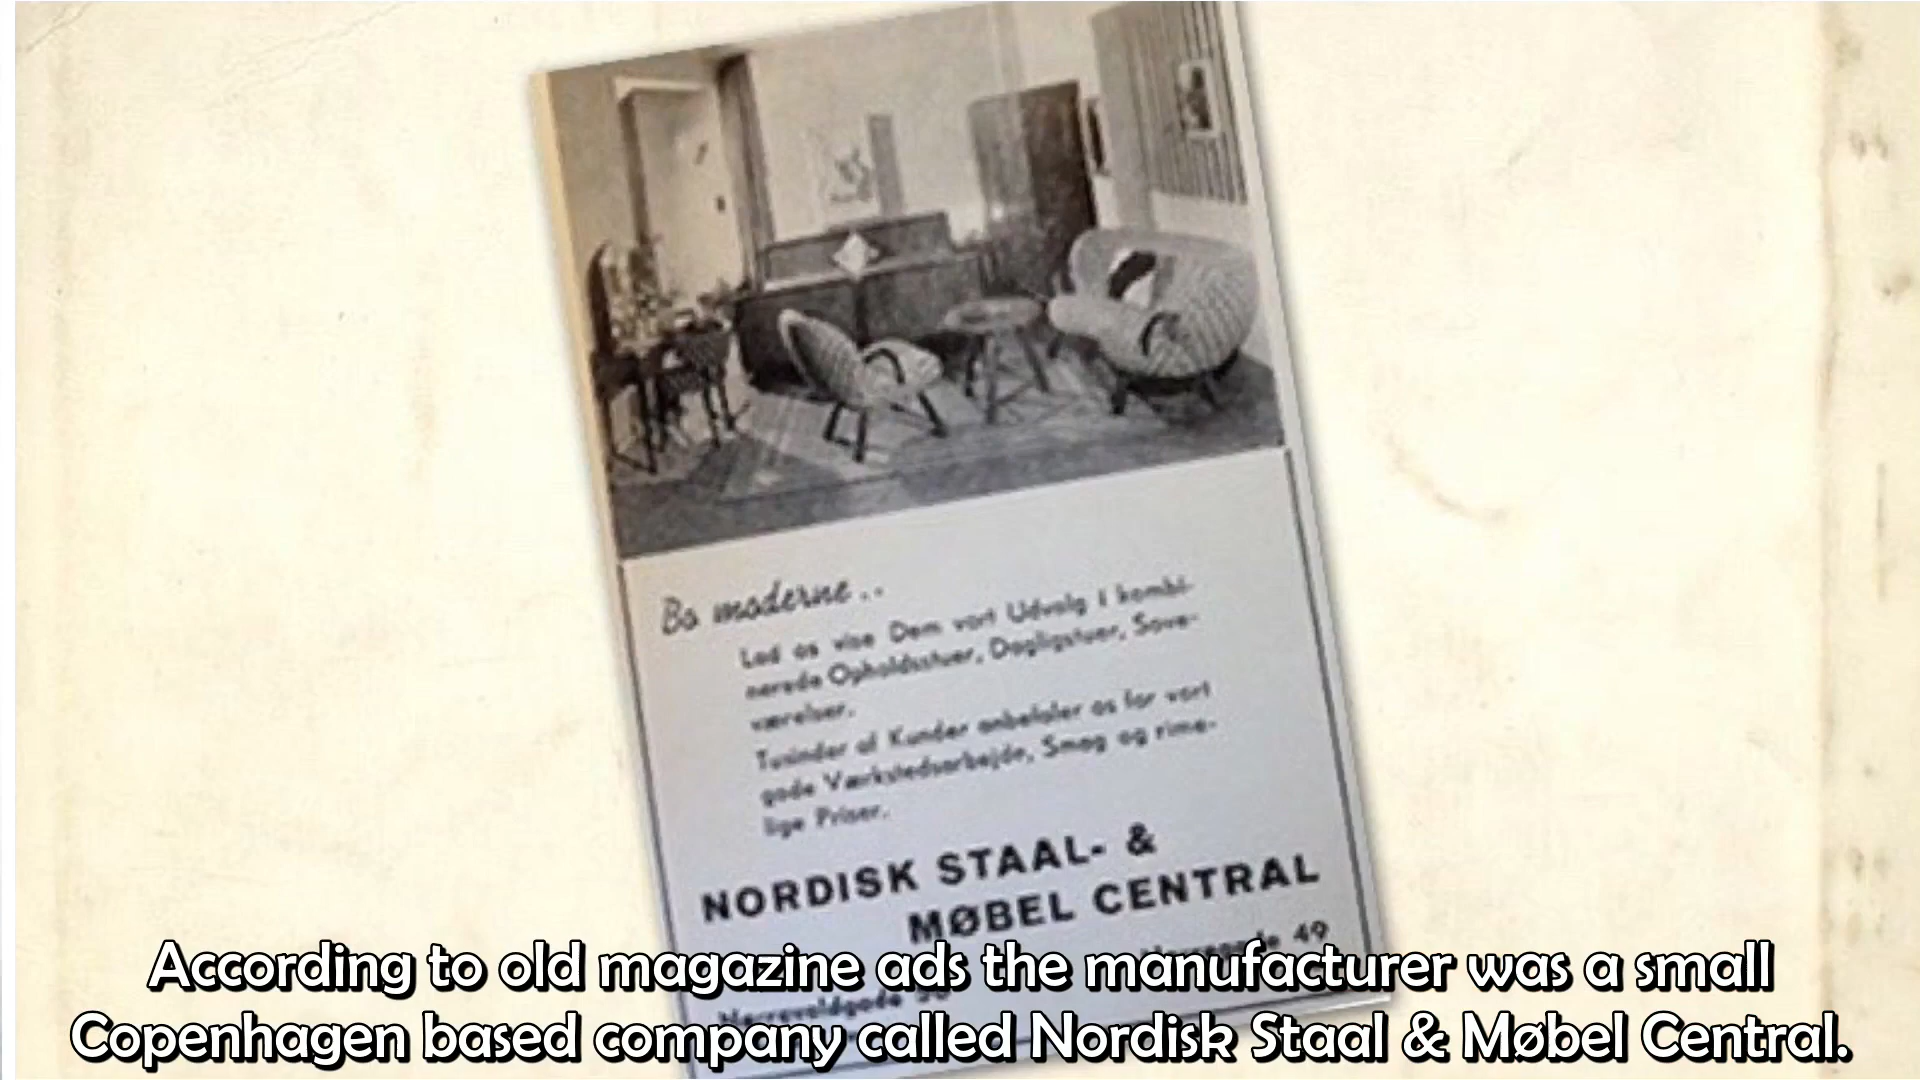 Bo moderne..
Lad os vise Dem vort Udvalg i kombi-
nerede Opholdsstuer, Dagligstuer, Sove-
værelser.
Tusinder af Kunder anbefaler os for vort
gode Værkstedsarbejde, Smag og rime-
lige Priser.
NORDISK STAAL- &
MØBEL CENTRAL
49
According to old magazine ads the manufacturer was a small
Copenhagen based company called Nordisk Staal & Møbel Central.